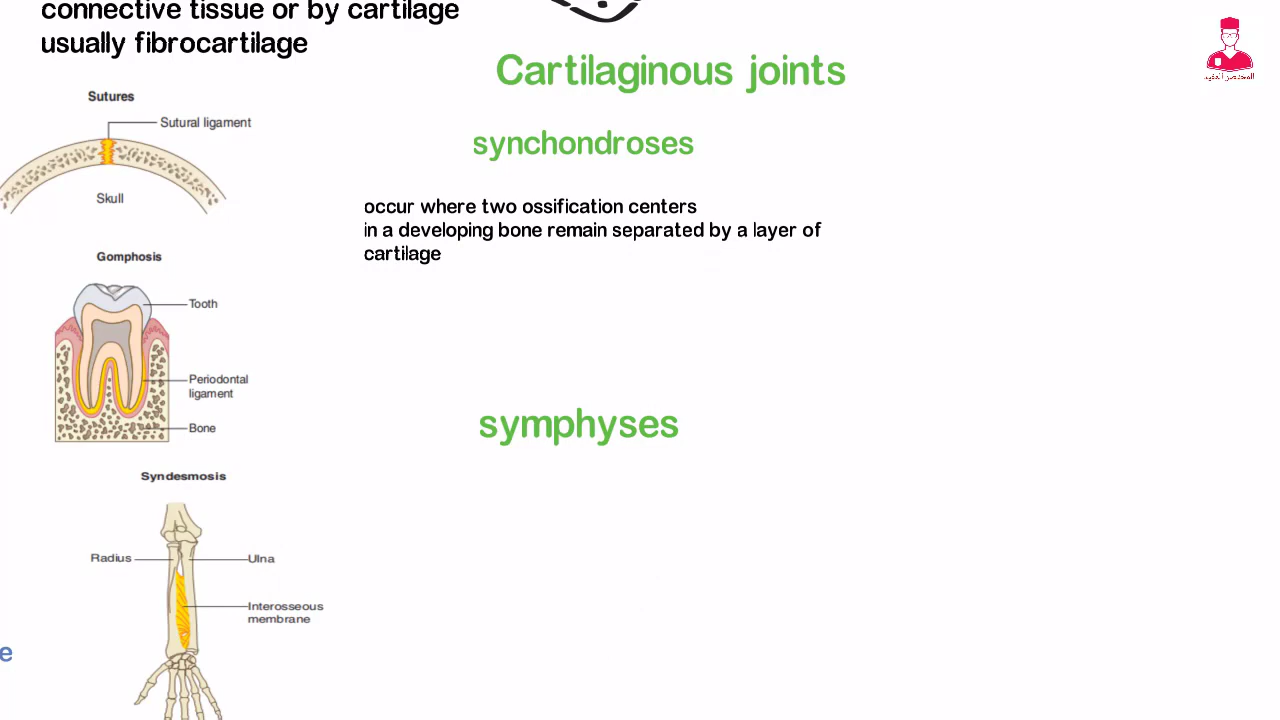 connective tissue or by cartilage
usually fibrocartilage
Sutures
Sutural ligament
Skull
Gomphosis
Tooth
Periodontal
ligament
Bone
Syndesmosis
Radius
Ulna
Interosseous
membrane
e
Cartilaginous joints
synchondroses
occur where two ossification centers
in a developing bone remain separated by a layer of
cartilage
symphyses
المختصر المفيد